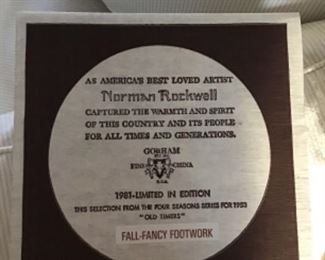 AS AMERICA'S BEST LOVED ARTIST
Norman Rockwell
CAPTURED THE WARMTH AND SPIRIT
OF THIS COUNTRY AND ITS PEOPLE
FOR ALL TIMES AND GENERATIONS.
GORHAM
FINE CHINA
U.S.A.
1981-LIMITED IN EDITION
THIS SELECTION FROM THE FOUR SEASONS SERIES FOR 1953
"OLD TIMERS"
FALL-FANCY FOOTWORK